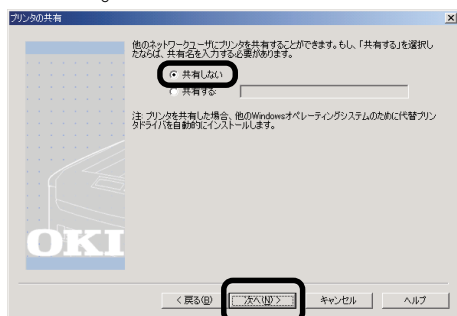 プリンタの共有
他のネットワークユーザにプリンタを共有することができます。もし、「共有する」を選択し
たならば、共有名を入力する必要があります。
共有しない
共有する:
注: プリンタを共有した場合、他のWindowsオペレーティングシステムのために代替プリン
タドライバを自動的にインストールします。
OKI
< 戻る(B)
次へ(N) >
キャンセル
ヘルプ